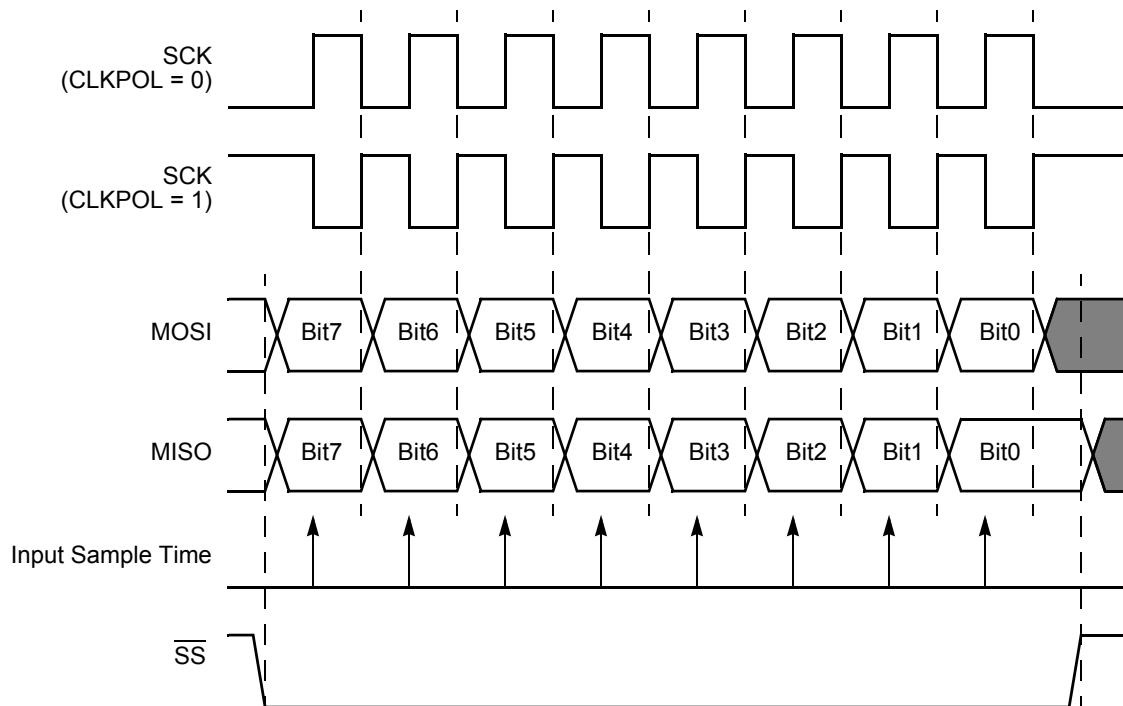 SCK
(CLKPOL = 0)
SCK
(CLKPOL = 1)
MOSI Bit7 Bit6 Bit5 Bit4 Bit3 Bit2 Bit1 Bit0
MISO Bit7 Bit6 Bit5 Bit4 Bit3 Bit2 Bit1 Bit0
Input Sample Time
S̅S̅